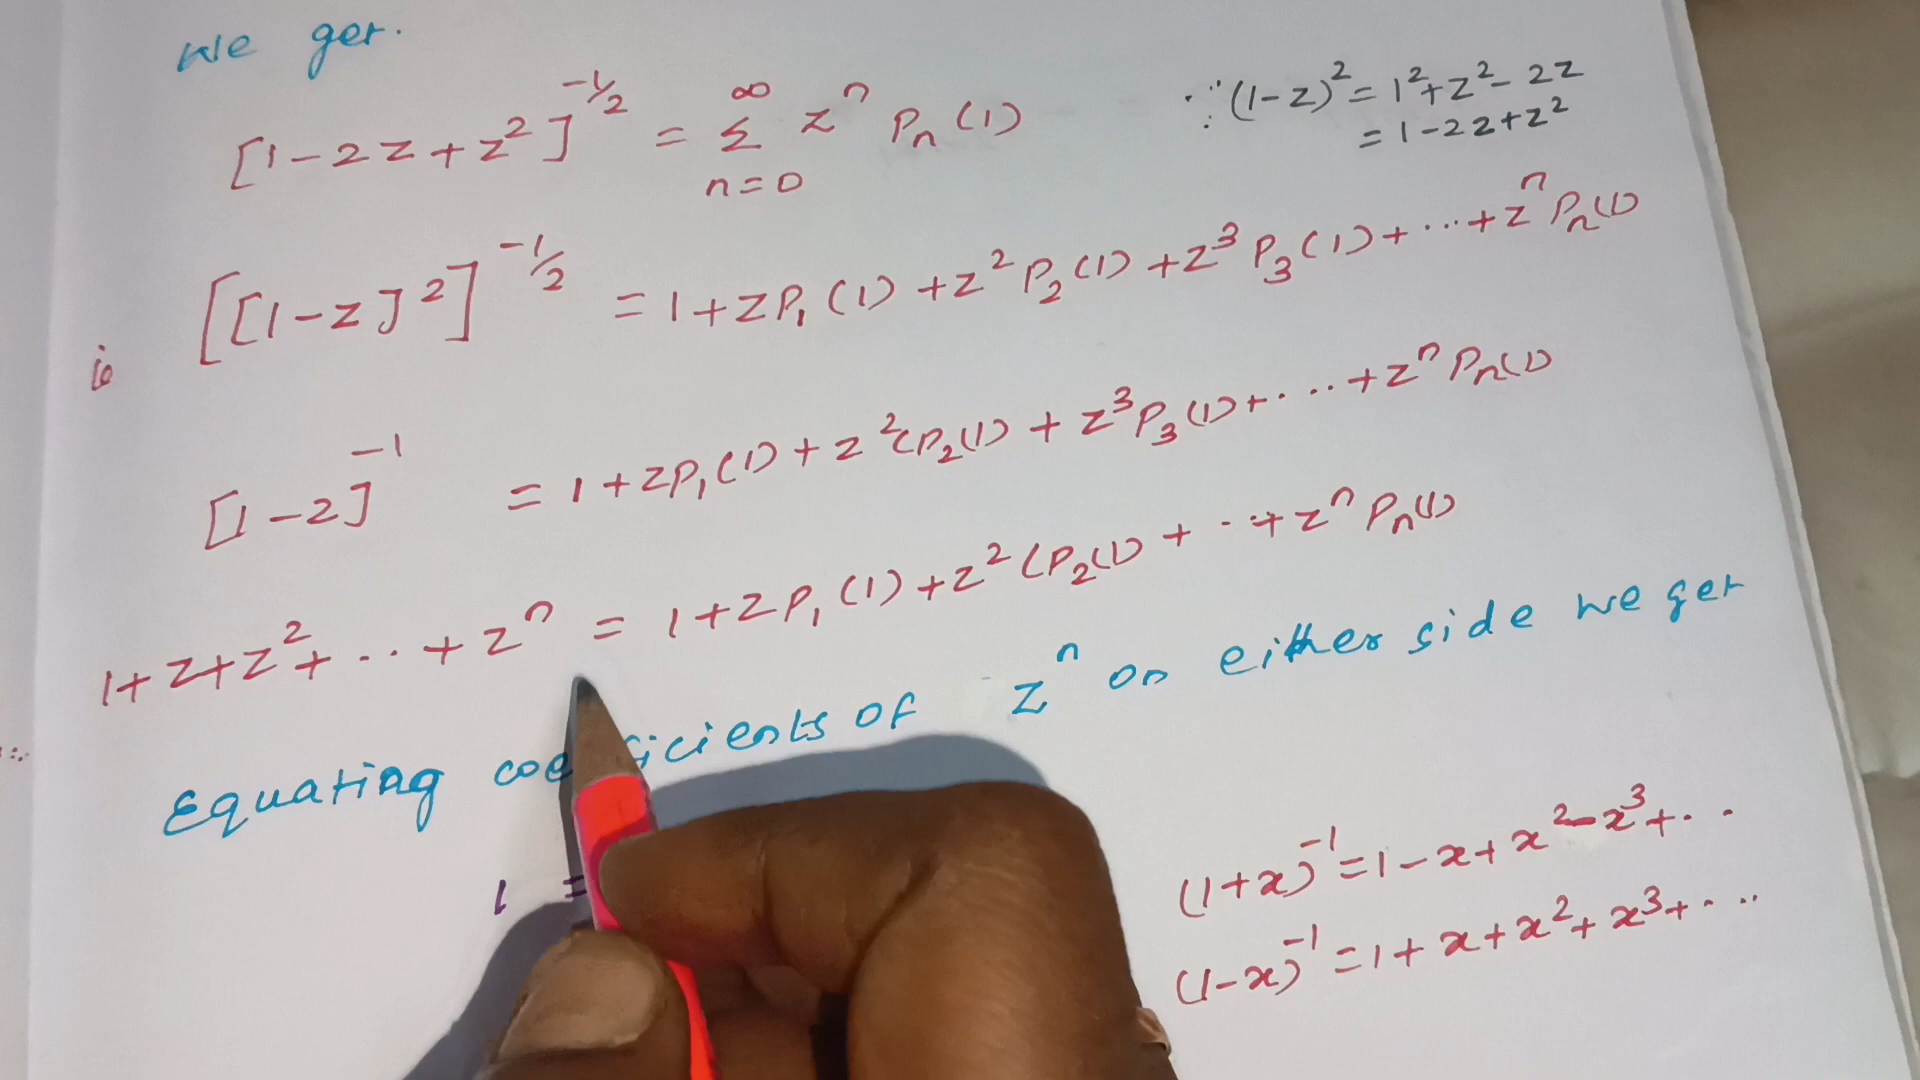 We get.
[1-2z+z²]^-1/2 = ∞ Σ n=0 zⁿ Pn(1)
∵ (1-z)² = 1²+z²-2z
= 1-2z+z²
ie [[1-z]²]^-1/2 = 1+zP₁(1)+z²P₂(1)+z³P₃(1)+...+zⁿPn(1)
[1-z]^-1 = 1+zP₁(1)+z²(P₂(1)+z³P₃(1)+....+zⁿPn(1)
1+z+z²+...+zⁿ = 1+zP₁(1)+z²(P₂(1)+...+zⁿPn(1)
Equating of zⁿ on either side we get
1 =
(1+x)^-1=1-x+x²-x³+...
(1-x)^-1=1+x+x²+x³+...